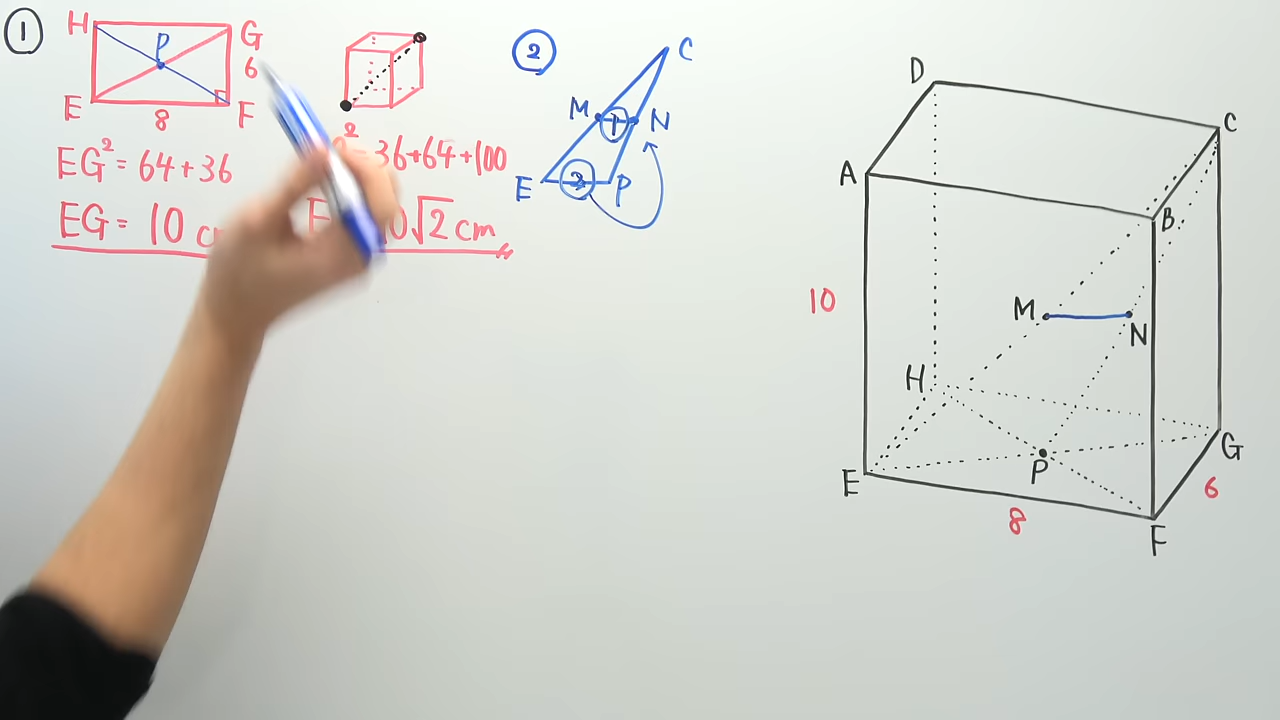 ①
H
G
P
6
E
8
F
EG² = 64+36
EG = 10 c
² 36+64+100
0√2 cm
②
C
M
① N
E
P
D
C
A
B
10
M
N
H
P
G
E
6
8
F